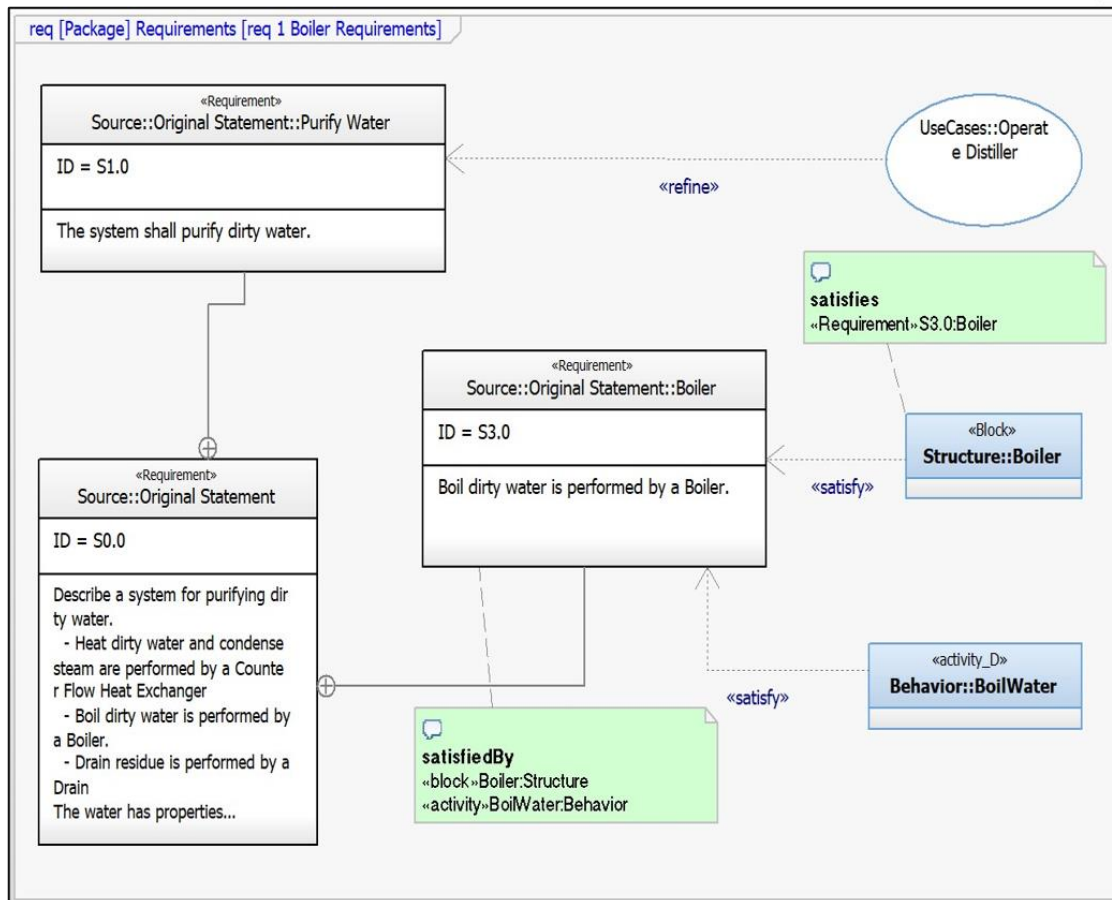 req [Package] Requirements [req 1 Boiler Requirements]
«Requirement»
Source::Original Statement::Purify Water
ID = S1.0
The system shall purify dirty water.
«refine»
UseCases::Operat
e Distiller
satisfies
«Requirement»S3.0:Boiler
«Requirement»
Source::Original Statement::Boiler
ID = S3.0
Boil dirty water is performed by a Boiler.
«Block»
Structure::Boiler
«satisfy»
«Requirement»
Source::Original Statement
ID = S0.0
Describe a system for purifying dir
ty water.
- Heat dirty water and condense
steam are performed by a Counte
r Flow Heat Exchanger
- Boil dirty water is performed by
a Boiler.
- Drain residue is performed by a
Drain
The water has properties...
«activity_D»
Behavior::BoilWater
«satisfy»
satisfiedBy
«block»Boiler:Structure
«activity»BoilWater:Behavior